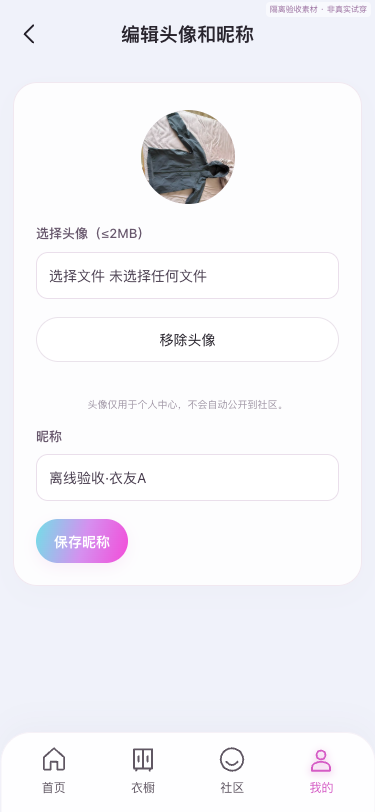 隔离验收素材 · 非真实试穿
编辑头像和昵称
选择头像（≤2MB）
选择文件 未选择任何文件
移除头像
头像仅用于个人中心，不会自动公开到社区。
昵称
离线验收·衣友A
保存昵称
首页 衣橱 社区 我的